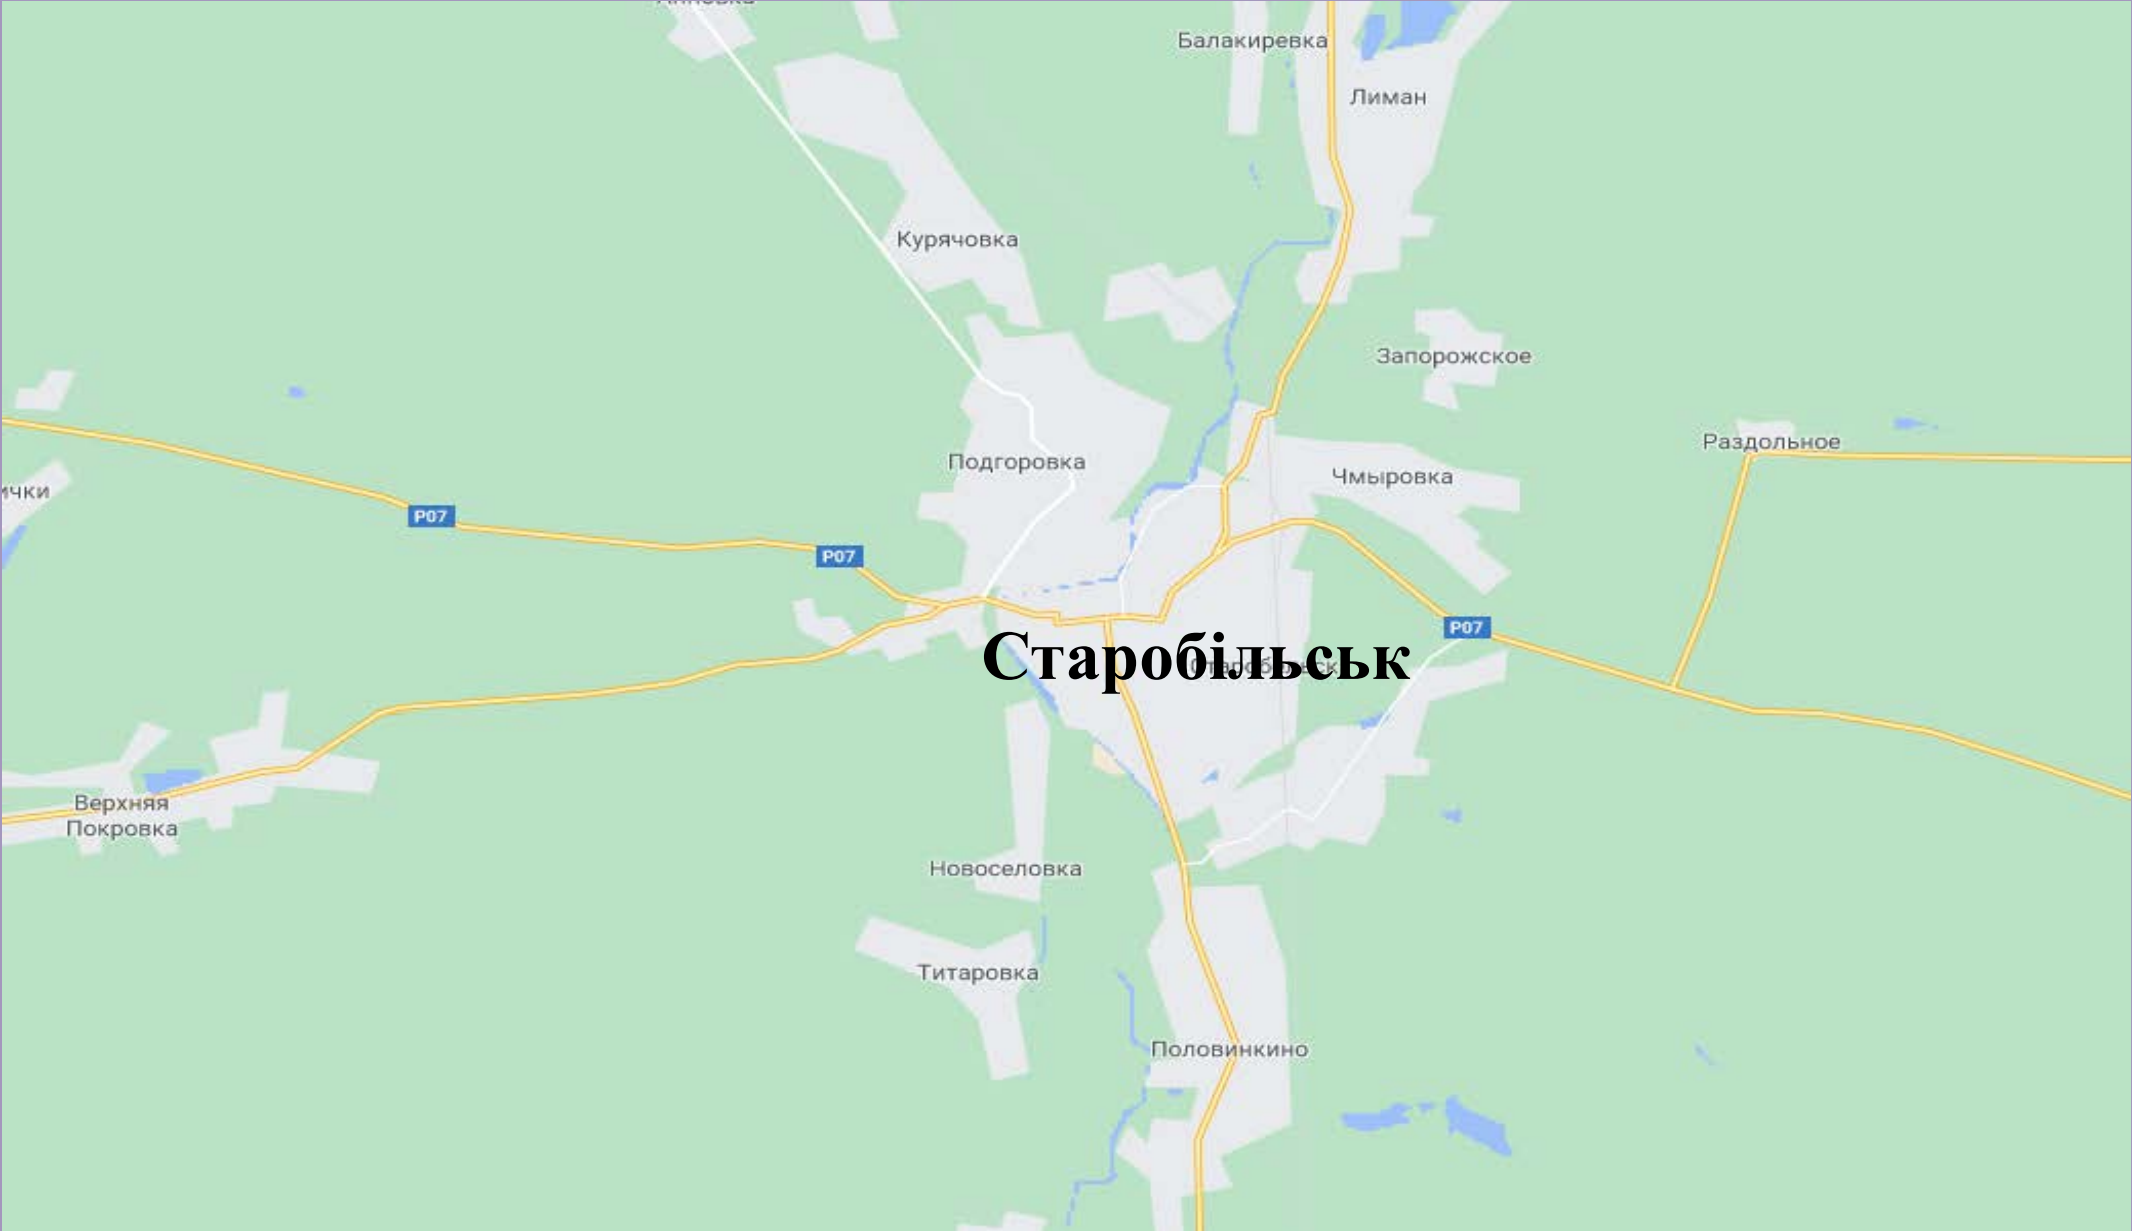 Балакиревка
Лиман
Курячовка
Запорожское
Раздольное
Подгоровка
Чмыровка
ички
Р07
Р07
Р07
Старобільськ
Верхняя
Покровка
Новоселовка
Титаровка
Половинкино